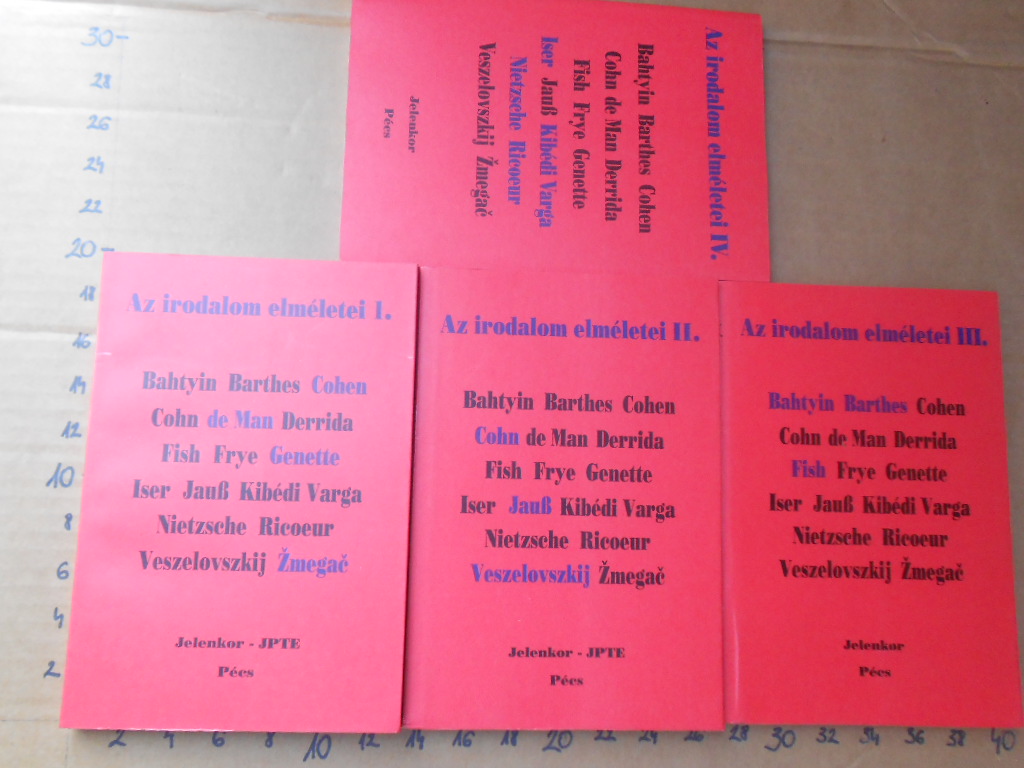 30
28
26
24
22
20
18
16
14
12
10
8
6
4
2
Az irodalom elméletei IV.
Bahtyin Barthes Cohen
Cohn de Man Derrida
Fish Frye Genette
Iser Jauß Kibédi Varga
Nietzsche Ricoeur
Veszelovszkij Žmegač
Jelenkor
Pécs
Az irodalom elméletei I.
Bahtyin Barthes Cohen
Cohn de Man Derrida
Fish Frye Genette
Iser Jauß Kibédi Varga
Nietzsche Ricoeur
Veszelovszkij Žmegač
Jelenkor - JPTE
Pécs
Az irodalom elméletei II.
Bahtyin Barthes Cohen
Cohn de Man Derrida
Fish Frye Genette
Iser Jauß Kibédi Varga
Nietzsche Ricoeur
Veszelovszkij Žmegač
Jelenkor - JPTE
Pécs
Az irodalom elméletei III.
Bahtyin Barthes Cohen
Cohn de Man Derrida
Fish Frye Genette
Iser Jauß Kibédi Varga
Nietzsche Ricoeur
Veszelovszkij Žmegač
Jelenkor
Pécs
2 4 6 8 10 12 14 16 18 20 22 24 26 28 30 32 34 36 38 40